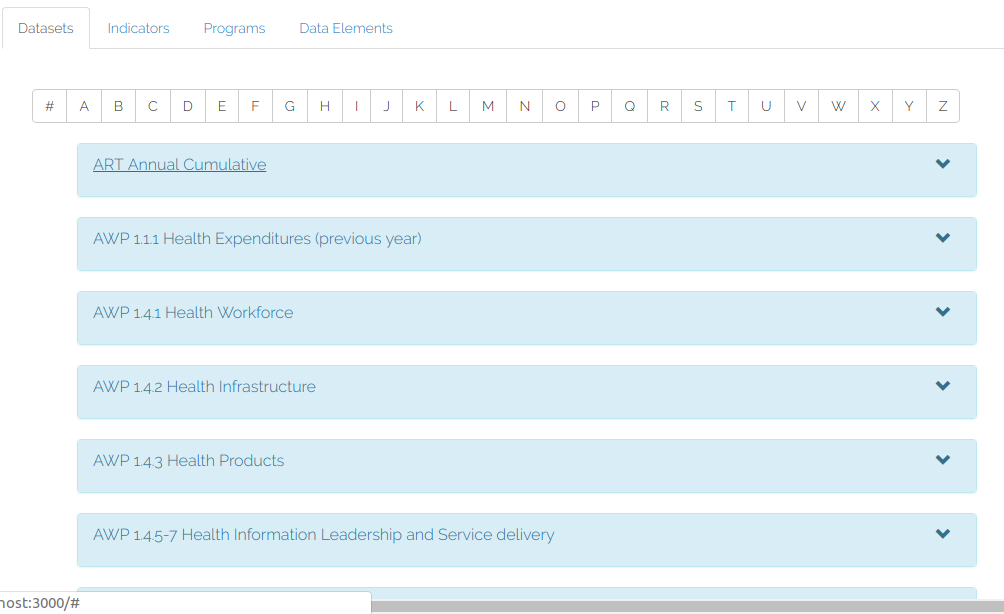 Datasets Indicators Programs Data Elements
# A B C D E F G H I J K L M N O P Q R S T U V W X Y Z
ART Annual Cumulative
AWP 1.1.1 Health Expenditures (previous year)
AWP 1.4.1 Health Workforce
AWP 1.4.2 Health Infrastructure
AWP 1.4.3 Health Products
AWP 1.4.5-7 Health Information Leadership and Service delivery
host:3000/#